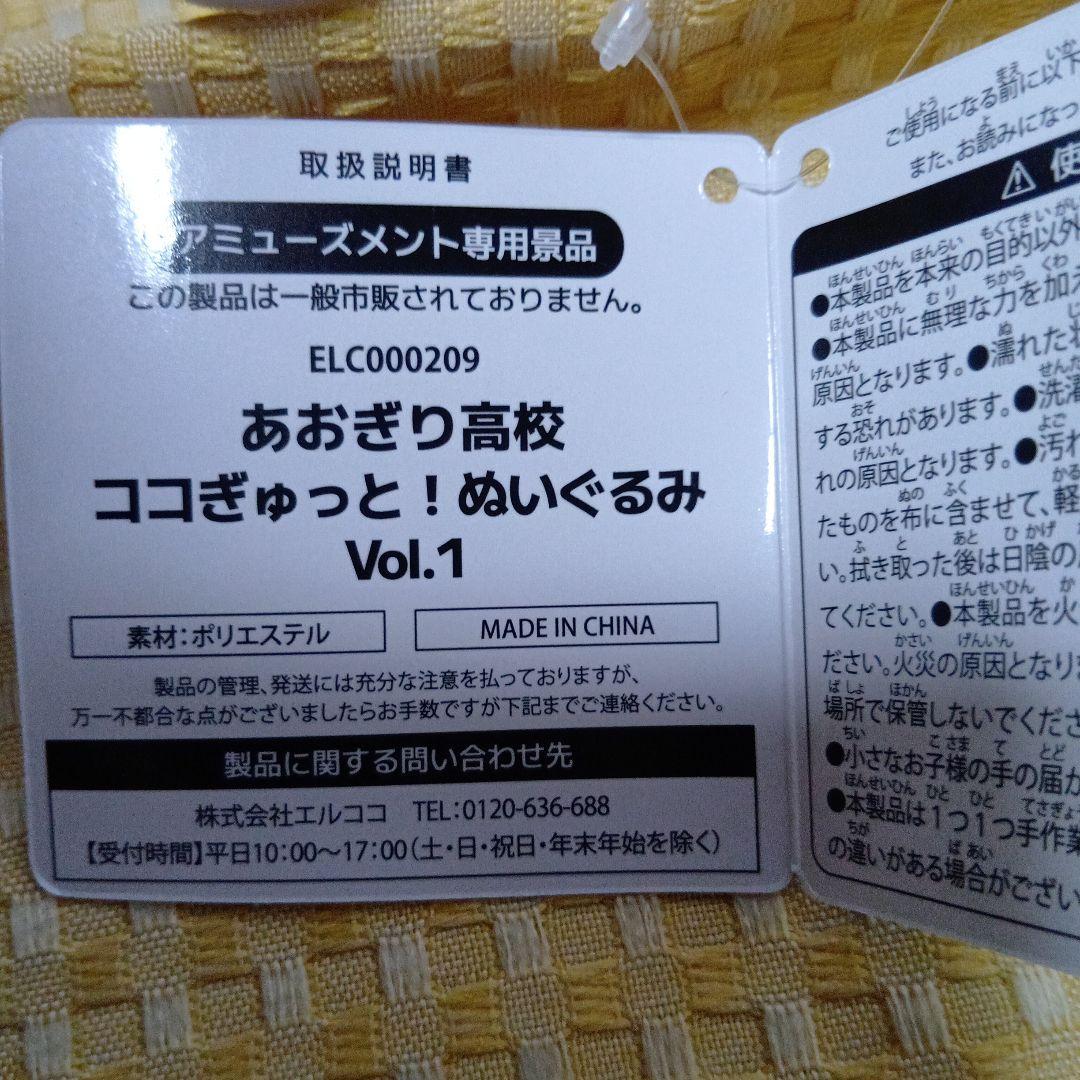 取扱説明書
アミューズメント専用景品
この製品は一般市販されておりません。
ELC000209
あおぎり高校
ココぎゅっと！ぬいぐるみ
Vol.1
素材：ポリエステル
MADE IN CHINA
製品の管理、発送には充分な注意を払っておりますが、
万一不都合な点がございましたらお手数ですが下記までご連絡ください。
製品に関する問い合わせ先
株式会社エルココ　TEL：0120-636-688
【受付時間】平日10：00～17：00（土・日・祝日・年末年始を除く）
ご使用になる前に以下
また、お読みになっ
⚠ 使
●本製品を本来の目的以外
●本製品に無理な力を加え
原因となります。●濡れた
する恐れがあります。●洗濯
れの原因となります。●汚れ
たものを布に含ませて、軽
い。拭き取った後は日陰の
てください。●本製品を火
ださい。火災の原因となりま
場所で保管しないでくださ
●小さなお子様の手の届か
●本製品は1つ1つ手作業
の違いがある場合がござい